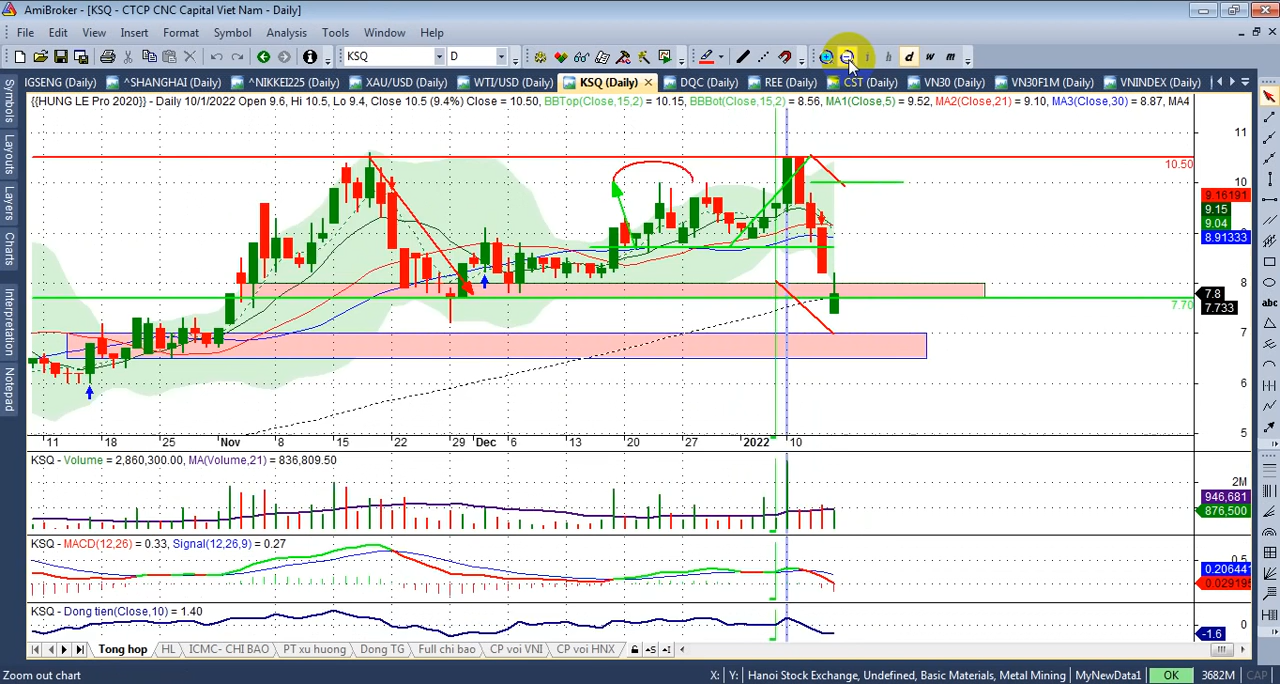 AmiBroker - [KSQ - CTCP CNC Capital Viet Nam - Daily]
File Edit View Insert Format Symbol Analysis Tools Window Help
KSQ D i h d w m
IGSENG (Daily) ^SHANGHAI (Daily) ^NIKKEI225 (Daily) XAU/USD (Daily) WTI/USD (Daily) KSQ (Daily) DQC (Daily) REE (Daily) CST (Daily) VN30 (Daily) VN30F1M (Daily) VNINDEX (Daily)
{{HUNG LE Pro 2020}} - Daily 10/1/2022 Open 9.6, Hi 10.5, Lo 9.4, Close 10.5 (9.4%) Close = 10.50, BBTop(Close,15,2) = 10.15, BBBot(Close,15,2) = 8.56, MA1(Close,5) = 9.52, MA2(Close,21) = 9.10, MA3(Close,30) = 8.87, MA4
Symbols
Layouts
Layers
Charts
Interpretation
Notepad
abc
11
10.50
10
9.16191
9.15
9.04
8.91333
8
7.8
7.70
7.733
7
6
5
11 18 25 Nov 8 15 22 29 Dec 6 13 20 27 2022 10
KSQ - Volume = 2,860,300.00, MA(Volume,21) = 836,809.50
2M
946,681
876,500
KSQ - MACD(12,26) = 0.33, Signal(12,26,9) = 0.27
0.5
0.206441
0.029195
KSQ - Dong tien(Close,10) = 1.40
0
-1.6
Tong hop HL ICMC- CHI BAO PT xu huong Dong TG Full chi bao CP voi VNI CP voi HNX
Zoom out chart X: Y: Hanoi Stock Exchange, Undefined, Basic Materials, Metal Mining MyNewData1 OK 3682M CAP